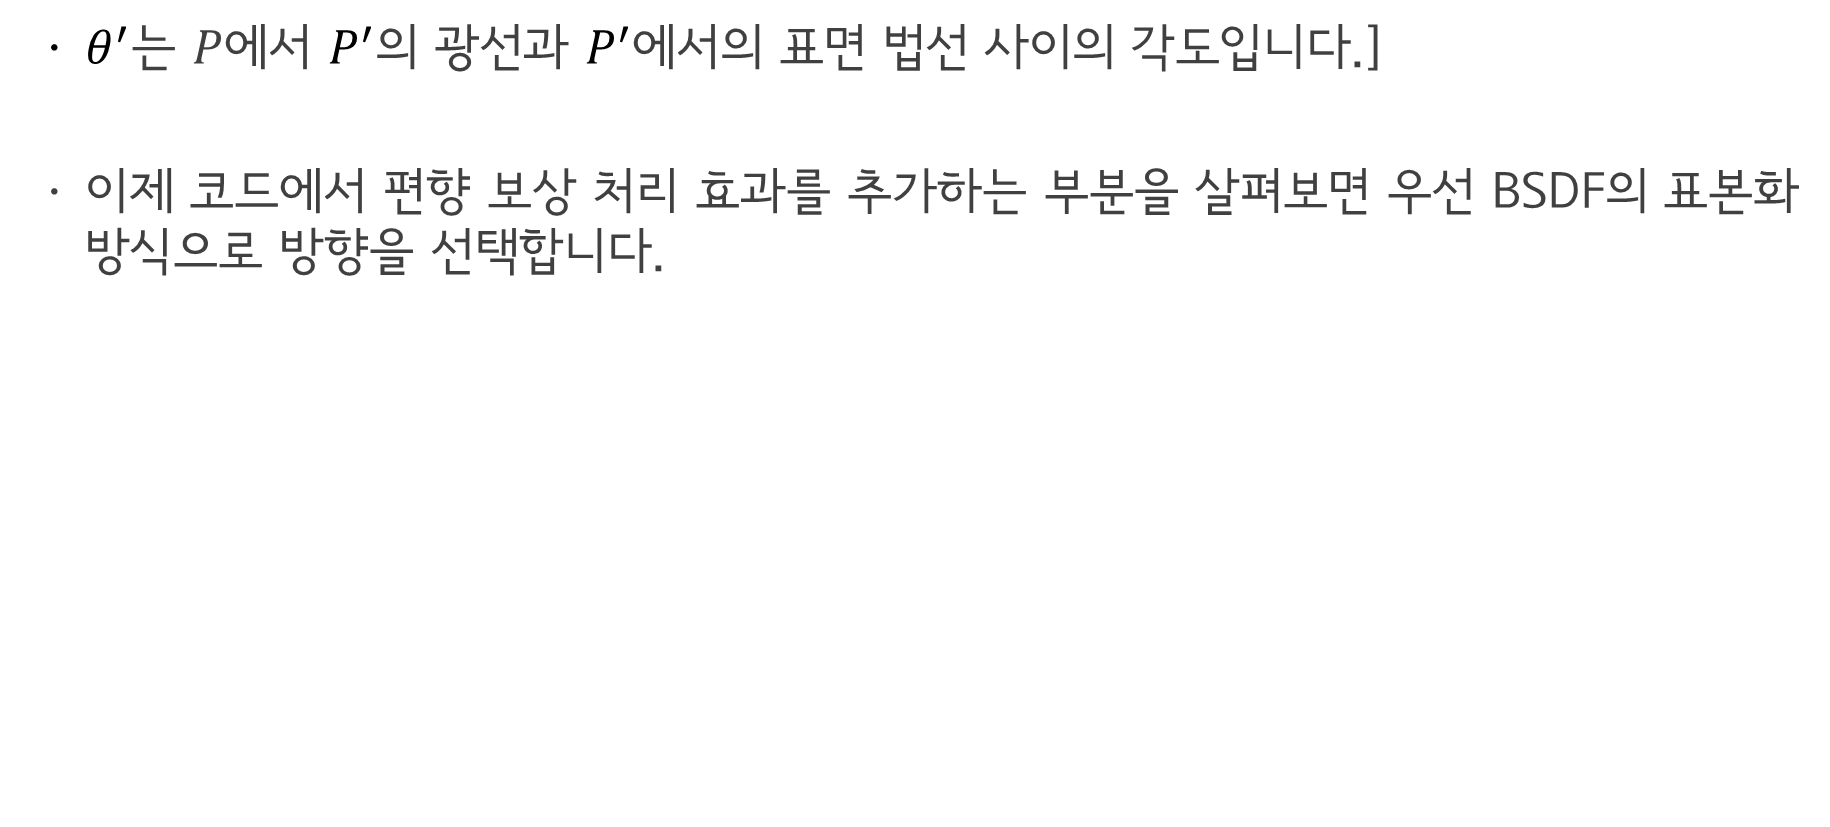 · θ′는 P에서 P′의 광선과 P′에서의 표면 법선 사이의 각도입니다.]
· 이제 코드에서 편향 보상 처리 효과를 추가하는 부분을 살펴보면 우선 BSDF의 표본화
방식으로 방향을 선택합니다.